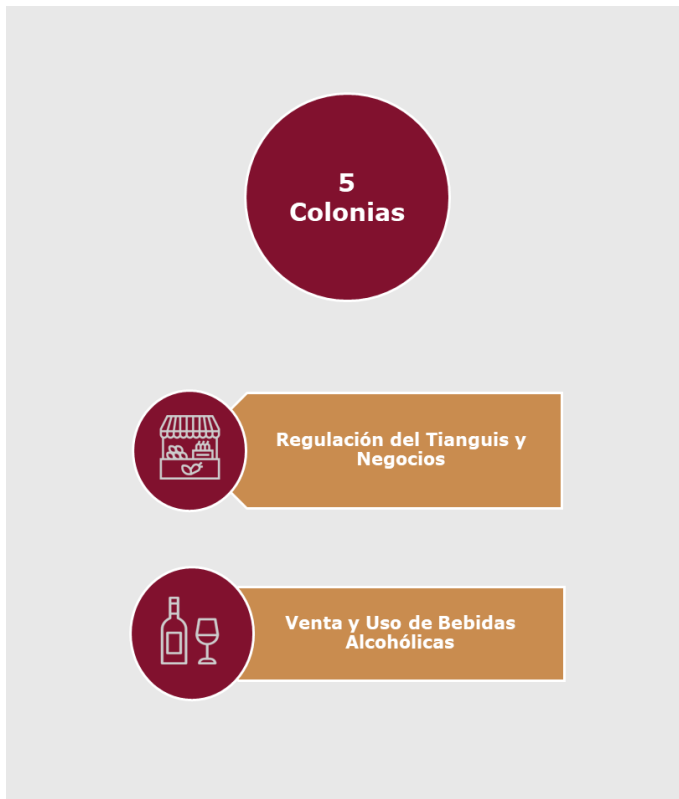 5
Colonias
Regulación del Tianguis y
Negocios
Venta y Uso de Bebidas
Alcohólicas